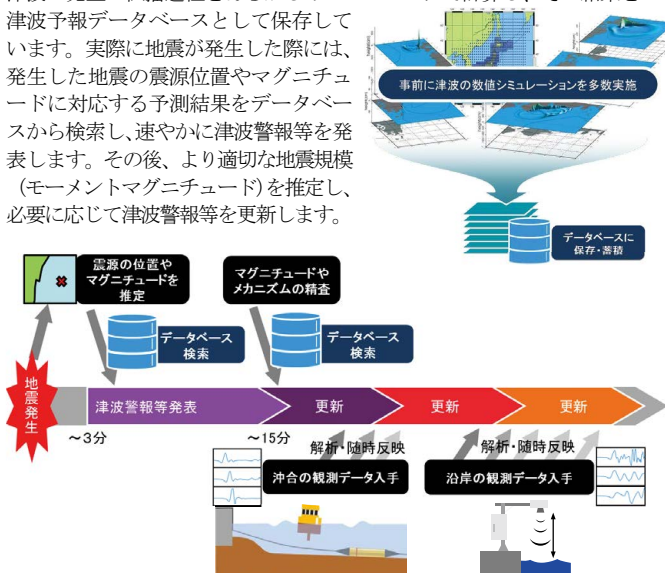 津波予報データベースとして保存して
います。実際に地震が発生した際には、
発生した地震の震源位置やマグニチュ
ードに対応する予測結果をデータベー
スから検索し、速やかに津波警報等を発
表します。その後、より適切な地震規模
（モーメントマグニチュード）を推定し、
必要に応じて津波警報等を更新します。
事前に津波の数値シミュレーションを多数実施
データベースに
保存・蓄積
震源の位置や
マグニチュードを
推定
マグニチュードや
メカニズムの精査
データベース
検索
データベース
検索
地震発生
津波警報等発表
更新
更新
更新
～3分
～15分
解析・随時反映
解析・随時反映
沖合の観測データ入手
沿岸の観測データ入手